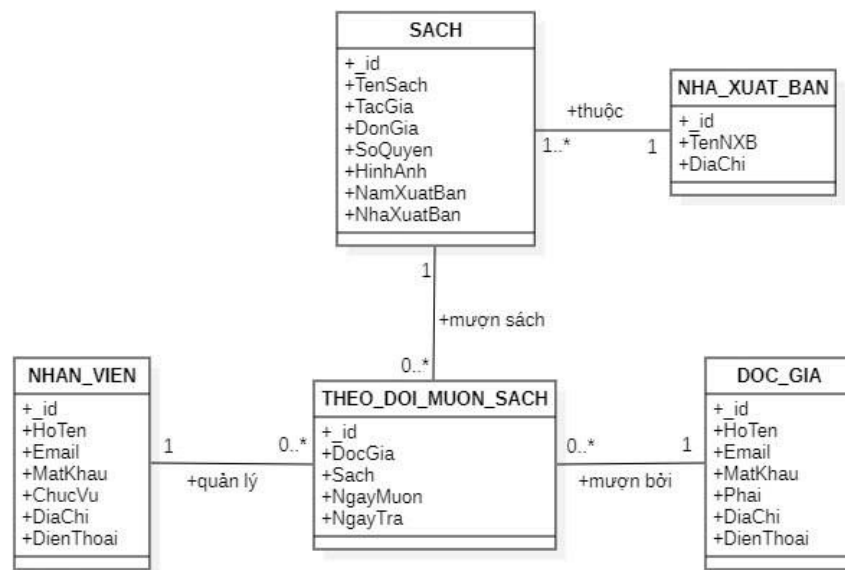 SACH
+_id
+TenSach
+TacGia
+DonGia
+SoQuyen
+HinhAnh
+NamXuatBan
+NhaXuatBan
+thuộc
1..*
1
NHA_XUAT_BAN
+_id
+TenNXB
+DiaChi
1
+mượn sách
0..*
NHAN_VIEN
+_id
+HoTen
+Email
+MatKhau
+ChucVu
+DiaChi
+DienThoai
1
0..*
+quản lý
THEO_DOI_MUON_SACH
+_id
+DocGia
+Sach
+NgayMuon
+NgayTra
0..*
1
+mượn bởi
DOC_GIA
+_id
+HoTen
+Email
+MatKhau
+Phai
+DiaChi
+DienThoai